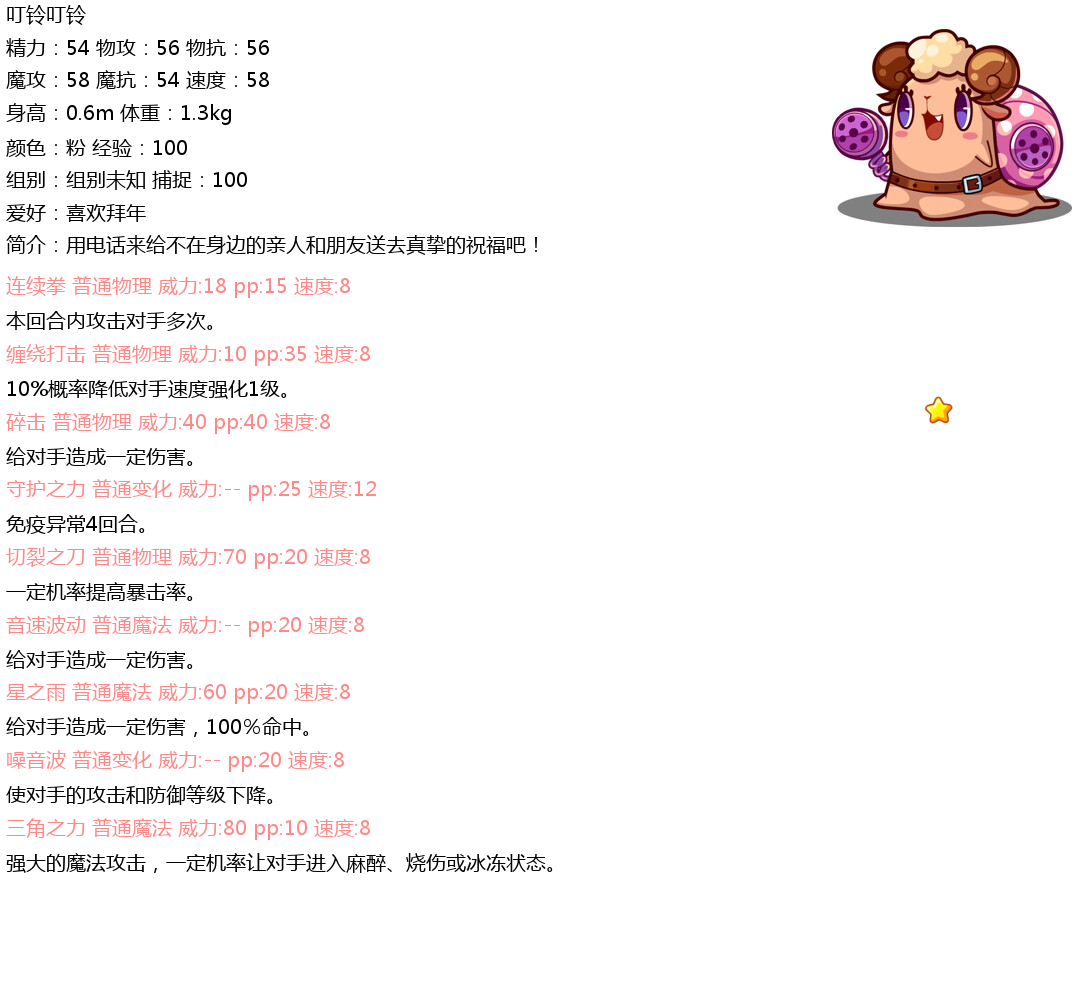 叮铃叮铃
精力：54 物攻：56 物抗：56
魔攻：58 魔抗：54 速度：58
身高：0.6m 体重：1.3kg
颜色：粉 经验：100
组别：组别未知 捕捉：100
爱好：喜欢拜年
简介：用电话来给不在身边的亲人和朋友送去真挚的祝福吧！
连续拳 普通物理 威力:18 pp:15 速度:8
本回合内攻击对手多次。
缠绕打击 普通物理 威力:10 pp:35 速度:8
10%概率降低对手速度强化1级。
碎击 普通物理 威力:40 pp:40 速度:8
给对手造成一定伤害。
守护之力 普通变化 威力:-- pp:25 速度:12
免疫异常4回合。
切裂之刀 普通物理 威力:70 pp:20 速度:8
一定机率提高暴击率。
音速波动 普通魔法 威力:-- pp:20 速度:8
给对手造成一定伤害。
星之雨 普通魔法 威力:60 pp:20 速度:8
给对手造成一定伤害，100％命中。
噪音波 普通变化 威力:-- pp:20 速度:8
使对手的攻击和防御等级下降。
三角之力 普通魔法 威力:80 pp:10 速度:8
强大的魔法攻击，一定机率让对手进入麻醉、烧伤或冰冻状态。